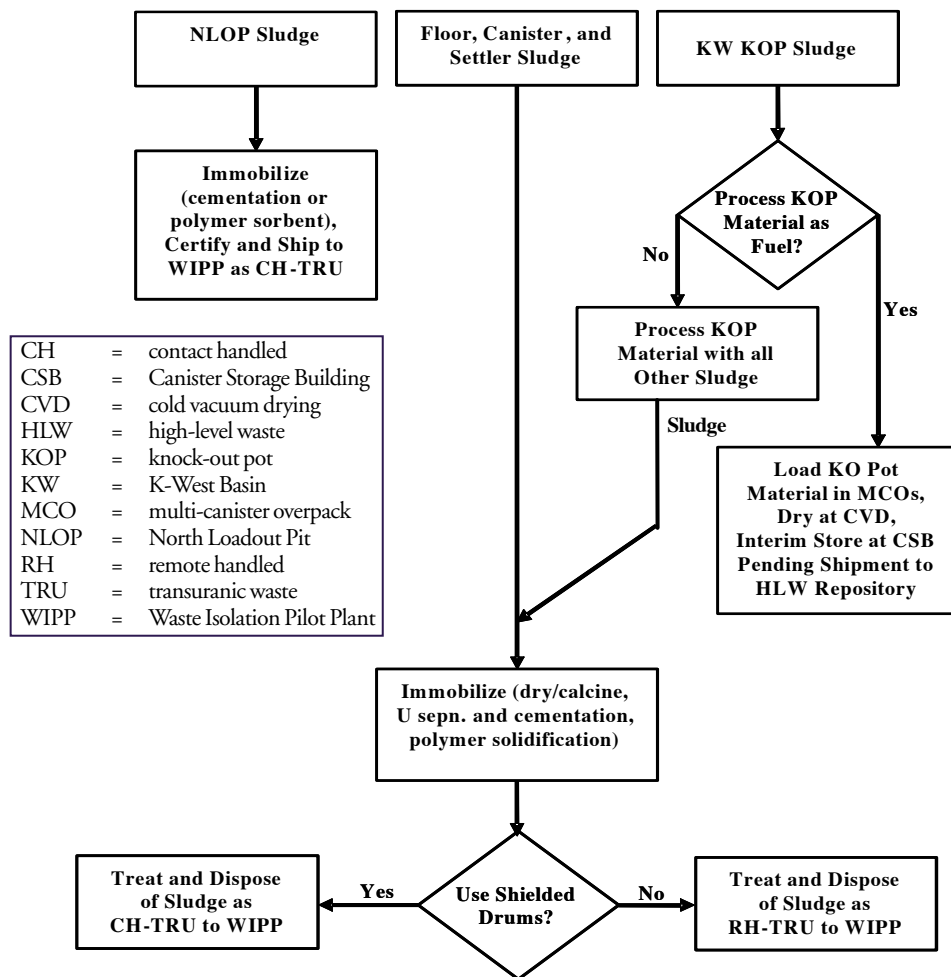 NLOP Sludge
Floor, Canister , and
Settler Sludge
KW KOP Sludge
Immobilize
(cementation or
polymer sorbent),
Certify and Ship to
WIPP as CH-TRU
Process KOP
Material as
Fuel?
No
Yes
Process KOP
Material with all
Other Sludge
Sludge
Load KO Pot
Material in MCOs,
Dry at CVD,
Interim Store at CSB
Pending Shipment to
HLW Repository
CH = contact handled
CSB = Canister Storage Building
CVD = cold vacuum drying
HLW = high-level waste
KOP = knock-out pot
KW = K-West Basin
MCO = multi-canister overpack
NLOP = North Loadout Pit
RH = remote handled
TRU = transuranic waste
WIPP = Waste Isolation Pilot Plant
Immobilize (dry/calcine,
U sepn. and cementation,
polymer solidification)
Use Shielded
Drums?
Yes
No
Treat and Dispose
of Sludge as
CH-TRU to WIPP
Treat and Dispose
of Sludge as
RH-TRU to WIPP